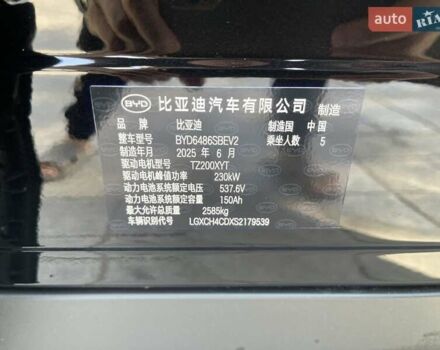 auto RIA
BYD 比亚迪汽车有限公司 制造
品牌 比亚迪 制造国 中国
整车型号 BYD6486SBEV2 乘坐人数 5
制造年月 2025 年 6 月
驱动电机型号 TZ200XYT
驱动电机峰值功率 230kW
动力电池系统额定电压 537.6V
动力电池系统额定容量 150Ah
最大允许总质量 2585kg
车辆识别代号 LGXCH4CDXS2179539